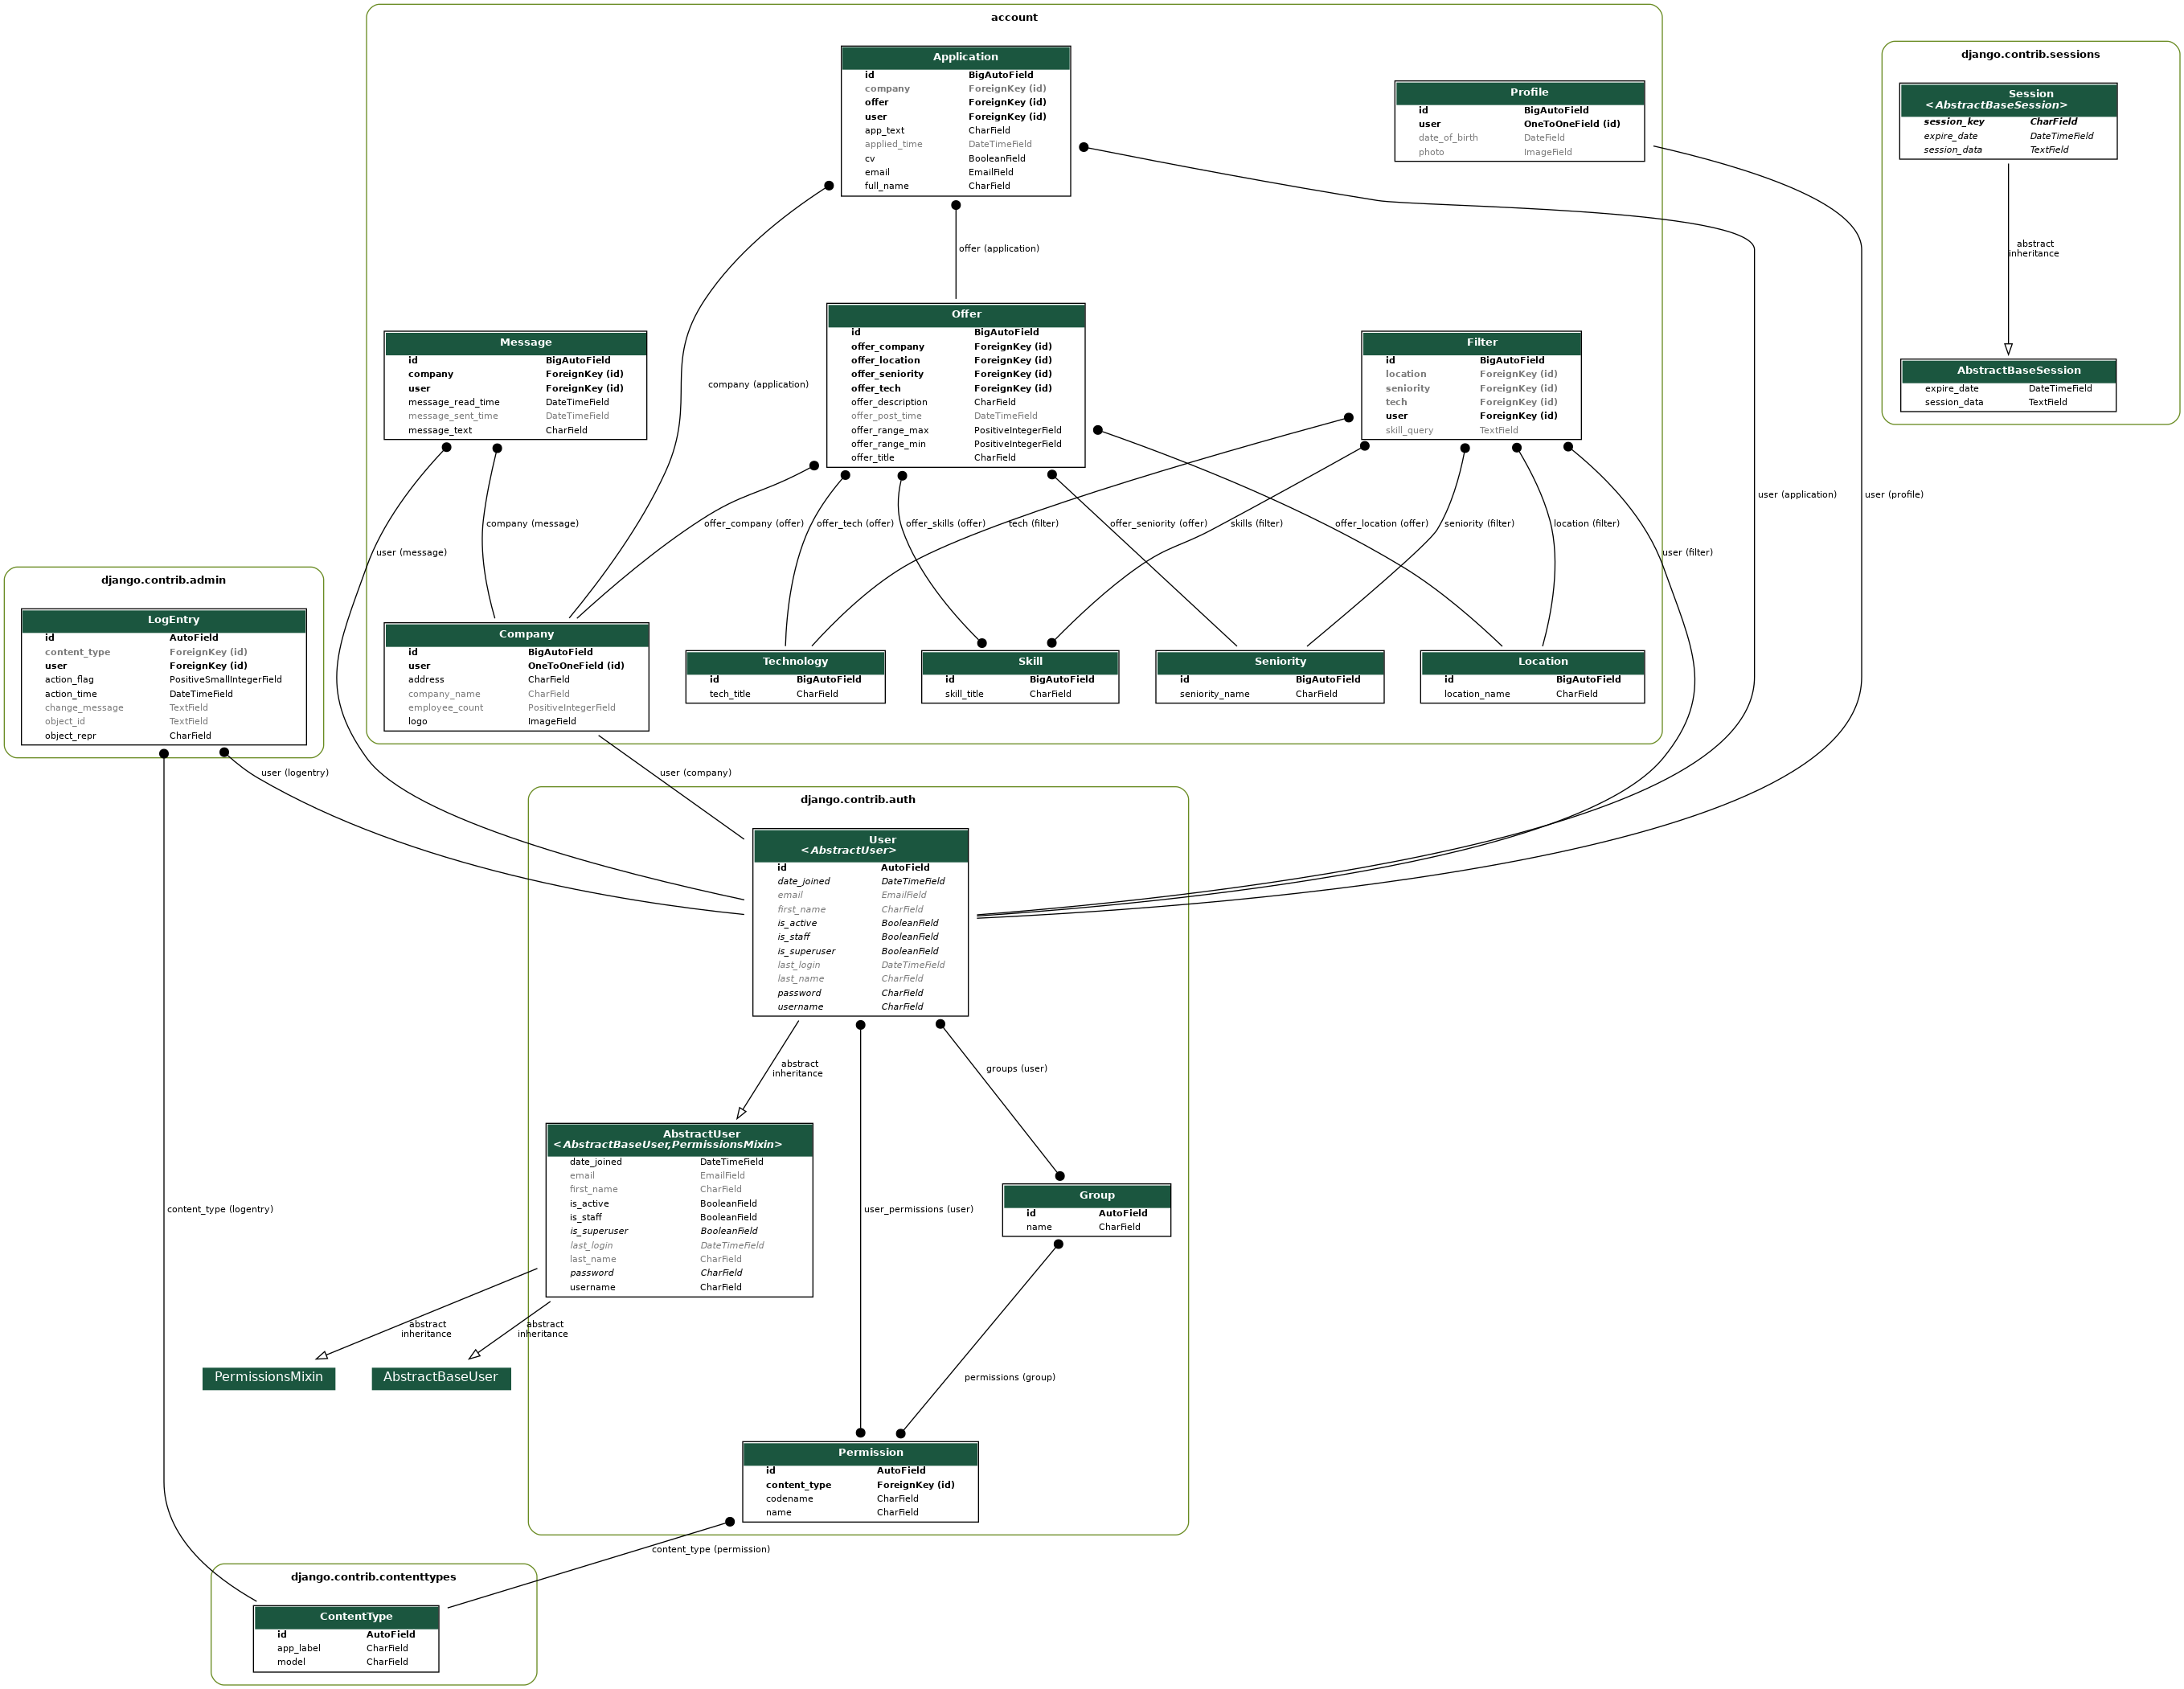 account
Application
id BigAutoField
company ForeignKey (id)
offer ForeignKey (id)
user ForeignKey (id)
app_text CharField
applied_time DateTimeField
cv BooleanField
email EmailField
full_name CharField
Profile
id BigAutoField
user OneToOneField (id)
date_of_birth DateField
photo ImageField
django.contrib.sessions
Session
<AbstractBaseSession>
session_key CharField
expire_date DateTimeField
session_data TextField
abstract
inheritance
AbstractBaseSession
expire_date DateTimeField
session_data TextField
offer (application)
Message
id BigAutoField
company ForeignKey (id)
user ForeignKey (id)
message_read_time DateTimeField
message_sent_time DateTimeField
message_text CharField
company (application)
Offer
id BigAutoField
offer_company ForeignKey (id)
offer_location ForeignKey (id)
offer_seniority ForeignKey (id)
offer_tech ForeignKey (id)
offer_description CharField
offer_post_time DateTimeField
offer_range_max PositiveIntegerField
offer_range_min PositiveIntegerField
offer_title CharField
Filter
id BigAutoField
location ForeignKey (id)
seniority ForeignKey (id)
tech ForeignKey (id)
user ForeignKey (id)
skill_query TextField
user (application)
user (profile)
company (message)
offer_company (offer)
offer_tech (offer)
offer_skills (offer)
tech (filter)
offer_seniority (offer)
skills (filter)
offer_location (offer)
seniority (filter)
location (filter)
user (message)
user (filter)
django.contrib.admin
LogEntry
id AutoField
content_type ForeignKey (id)
user ForeignKey (id)
action_flag PositiveSmallIntegerField
action_time DateTimeField
change_message TextField
object_id TextField
object_repr CharField
Company
id BigAutoField
user OneToOneField (id)
address CharField
company_name CharField
employee_count PositiveIntegerField
logo ImageField
Technology
id BigAutoField
tech_title CharField
Skill
id BigAutoField
skill_title CharField
Seniority
id BigAutoField
seniority_name CharField
Location
id BigAutoField
location_name CharField
user (logentry)
user (company)
django.contrib.auth
User
<AbstractUser>
id AutoField
date_joined DateTimeField
email EmailField
first_name CharField
is_active BooleanField
is_staff BooleanField
is_superuser BooleanField
last_login DateTimeField
last_name CharField
password CharField
username CharField
abstract
inheritance
groups (user)
AbstractUser
<AbstractBaseUser,PermissionsMixin>
date_joined DateTimeField
email EmailField
first_name CharField
is_active BooleanField
is_staff BooleanField
is_superuser BooleanField
last_login DateTimeField
last_name CharField
password CharField
username CharField
content_type (logentry)
user_permissions (user)
Group
id AutoField
name CharField
abstract
inheritance
abstract
inheritance
PermissionsMixin
AbstractBaseUser
permissions (group)
Permission
id AutoField
content_type ForeignKey (id)
codename CharField
name CharField
content_type (permission)
django.contrib.contenttypes
ContentType
id AutoField
app_label CharField
model CharField